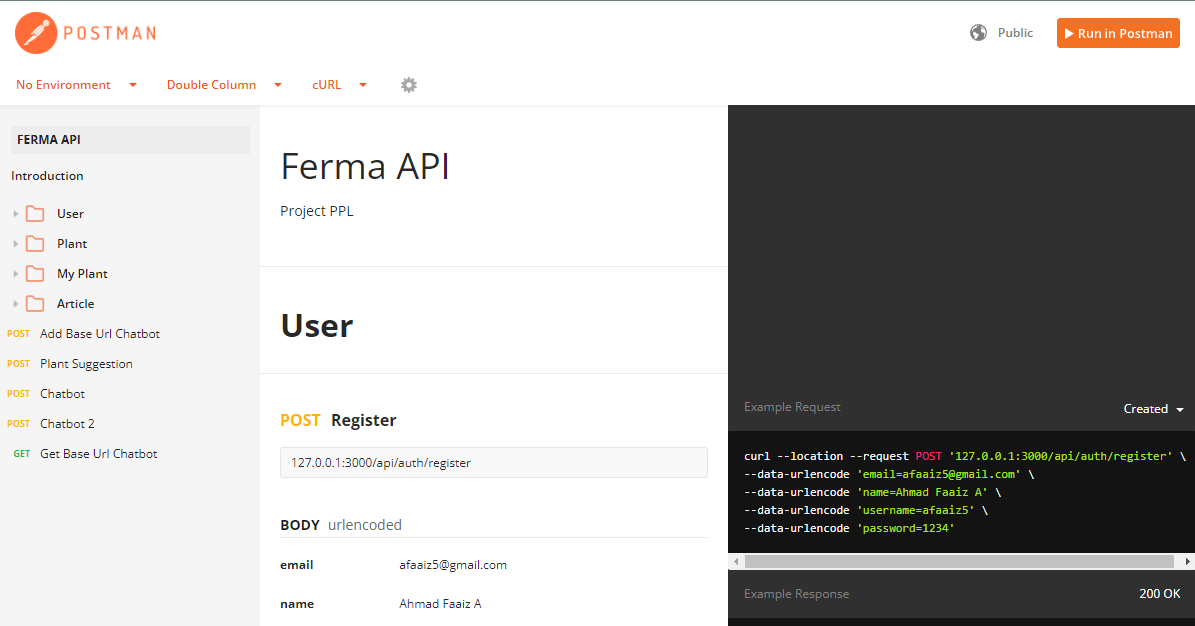 POSTMAN
Public
Run in Postman
No Environment
Double Column
cURL
FERMA API
Introduction
User
Plant
My Plant
Article
POST Add Base Url Chatbot
POST Plant Suggestion
POST Chatbot
POST Chatbot 2
GET Get Base Url Chatbot
Ferma API
Project PPL
User
POST Register
127.0.0.1:3000/api/auth/register
BODY urlencoded
email afaaiz5@gmail.com
name Ahmad Faaiz A
Example Request
Created
curl --location --request POST '127.0.0.1:3000/api/auth/register' \
--data-urlencode 'email=afaaiz5@gmail.com' \
--data-urlencode 'name=Ahmad Faaiz A' \
--data-urlencode 'username=afaaiz5' \
--data-urlencode 'password=1234'
Example Response
200 OK